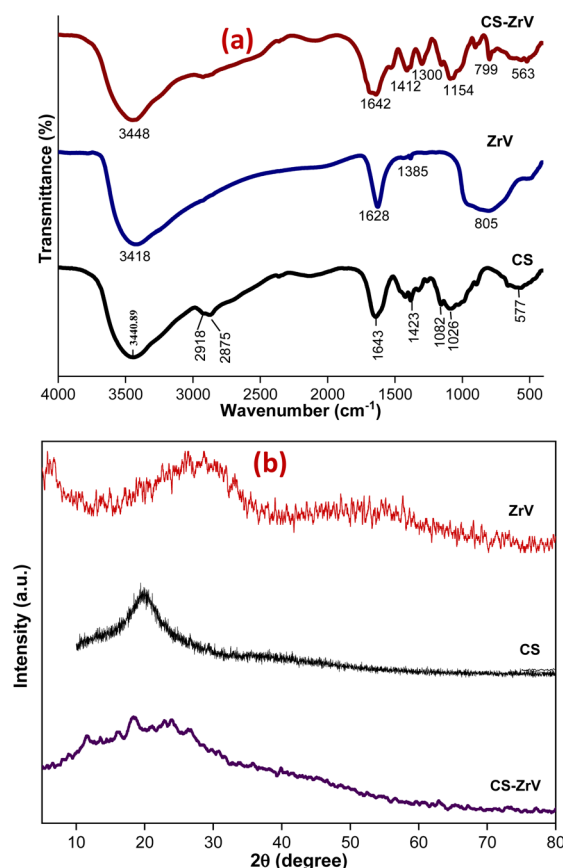 (a)
CS-ZrV
3448
1642
1412
1300
1154
799
563
ZrV
3418
1628
1385
805
CS
3440.89
2918
2875
1643
1423
1082
1026
577
Transmittance (%)
4000 3500 3000 2500 2000 1500 1000 500
Wavenumber (cm⁻¹)
(b)
ZrV
CS
CS-ZrV
Intensity (a.u.)
10 20 30 40 50 60 70 80
2θ (degree)